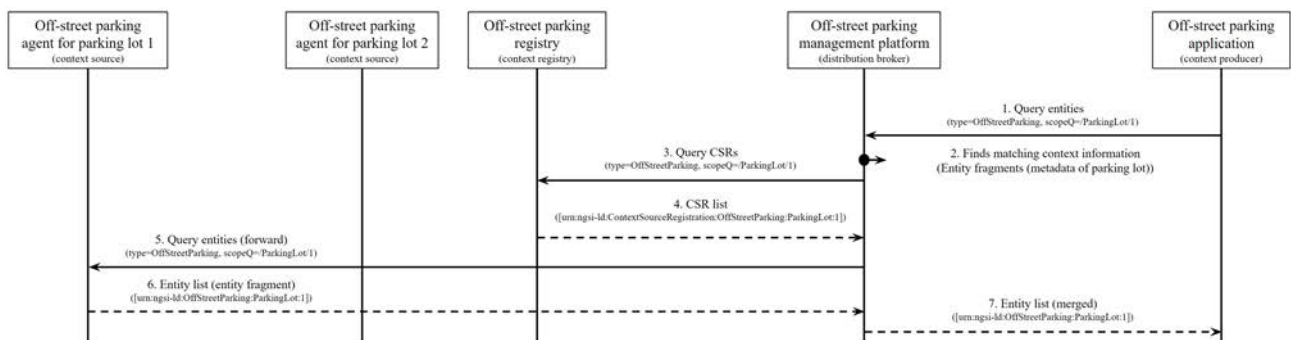 Off-street parking
agent for parking lot 1
(context source)
Off-street parking
agent for parking lot 2
(context source)
Off-street parking
registry
(context registry)
Off-street parking
management platform
(distribution broker)
Off-street parking
application
(context producer)
1. Query entities
(type=OffStreetParking, scopeQ=/ParkingLot/1)
2. Finds matching context information
(Entity fragments (metadata of parking lot))
3. Query CSRs
(type=OffStreetParking, scopeQ=/ParkingLot/1)
4. CSR list
([urn:ngsi-ld:ContextSourceRegistration:OffStreetParking:ParkingLot:1])
5. Query entities (forward)
(type=OffStreetParking, scopeQ=/ParkingLot/1)
6. Entity list (entity fragment)
([urn:ngsi-ld:OffStreetParking:ParkingLot:1])
7. Entity list (merged)
([urn:ngsi-ld:OffStreetParking:ParkingLot:1])